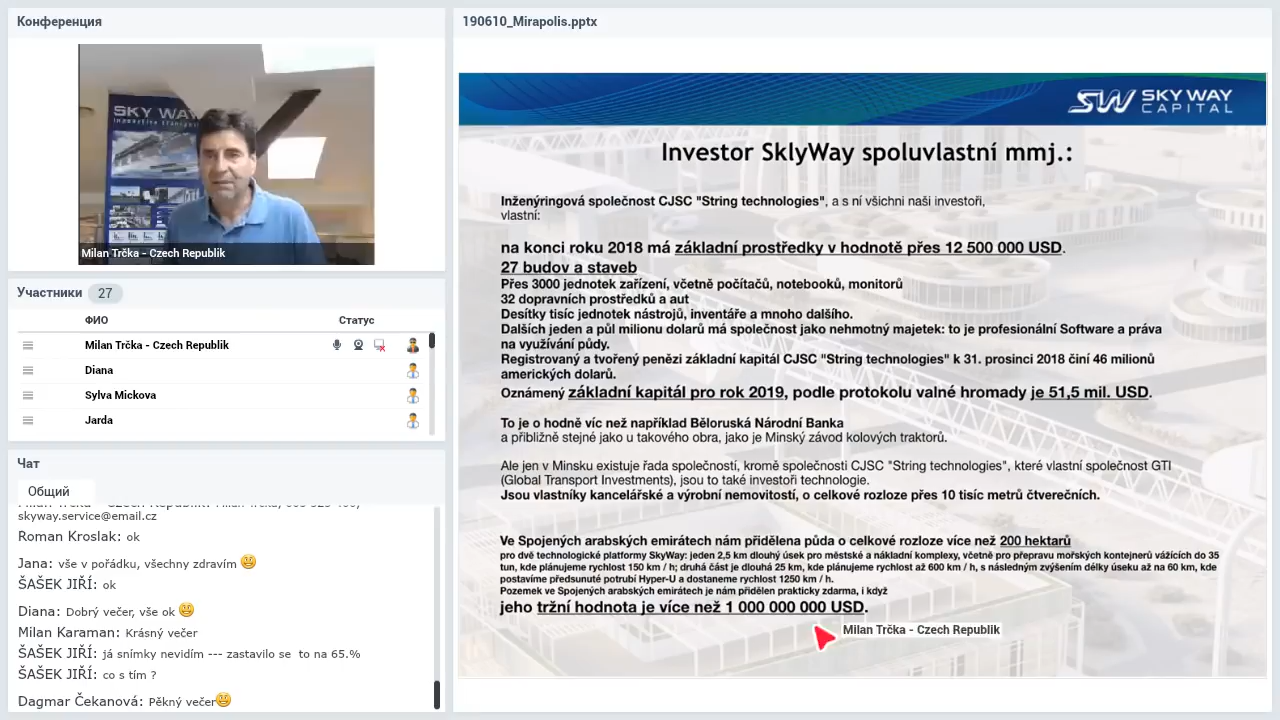 Конференция
SKY WAY
Milan Trčka - Czech Republik
Участники 27
ФИО Статус
Milan Trčka - Czech Republik
Diana
Sylva Mickova
Jarda
Чат
Общий
skyway.service@email.cz
Roman Kroslak: ok
Jana: vše v pořádku, všechny zdravím
ŠAŠEK JIŘÍ: ok
Diana: Dobrý večer, vše ok
Milan Karaman: Krásný večer
ŠAŠEK JIŘÍ: já snímky nevidím --- zastavilo se to na 65.%
ŠAŠEK JIŘÍ: co s tím ?
Dagmar Čekanová: Pěkný večer
190610_Mirapolis.pptx
SW SKY WAY
CAPITAL
Investor SklyWay spoluvlastní mmj.:
Inženýringová společnost CJSC "String technologies", a s ní všichni naši investoři,
vlastní:
na konci roku 2018 má základní prostředky v hodnotě přes 12 500 000 USD.
27 budov a staveb
Přes 3000 jednotek zařízení, včetně počítačů, notebooků, monitorů
32 dopravních prostředků a aut
Desítky tisíc jednotek nástrojů, inventáře a mnoho dalšího.
Dalších jeden a půl milionu dolarů má společnost jako nehmotný majetek: to je profesionální Software a práva
na využívání půdy.
Registrovaný a tvořený penězi základní kapitál CJSC "String technologies" k 31. prosinci 2018 činí 46 milionů
amerických dolarů.
Oznámený základní kapitál pro rok 2019, podle protokolu valné hromady je 51,5 mil. USD.
To je o hodně víc než například Běloruská Národní Banka
a přibližně stejné jako u takového obra, jako je Minský závod kolových traktorů.
Ale jen v Minsku existuje řada společností, kromě společnosti CJSC "String technologies", které vlastní společnost GTI
(Global Transport Investments), jsou to také investoři technologie.
Jsou vlastníky kancelářské a výrobní nemovitostí, o celkové rozloze přes 10 tisíc metrů čtverečních.
Ve Spojených arabských emirátech nám přidělena půda o celkové rozloze více než 200 hektarů
pro dvě technologické platformy SkyWay: jeden 2,5 km dlouhý úsek pro městské a nákladní komplexy, včetně pro přepravu mořských kontejnerů vážících do 35
tun, kde plánujeme rychlost 150 km / h; druhá část je dlouhá 25 km, kde plánujeme rychlost až 600 km / h, s následným zvýšením délky úseku až na 60 km, kde
postavíme předsunuté potrubí Hyper-U a dostaneme rychlost 1250 km / h.
Pozemek ve Spojených arabských emirátech je nám přidělen prakticky zdarma, i když
jeho tržní hodnota je více než 1 000 000 000 USD.
Milan Trčka - Czech Republik